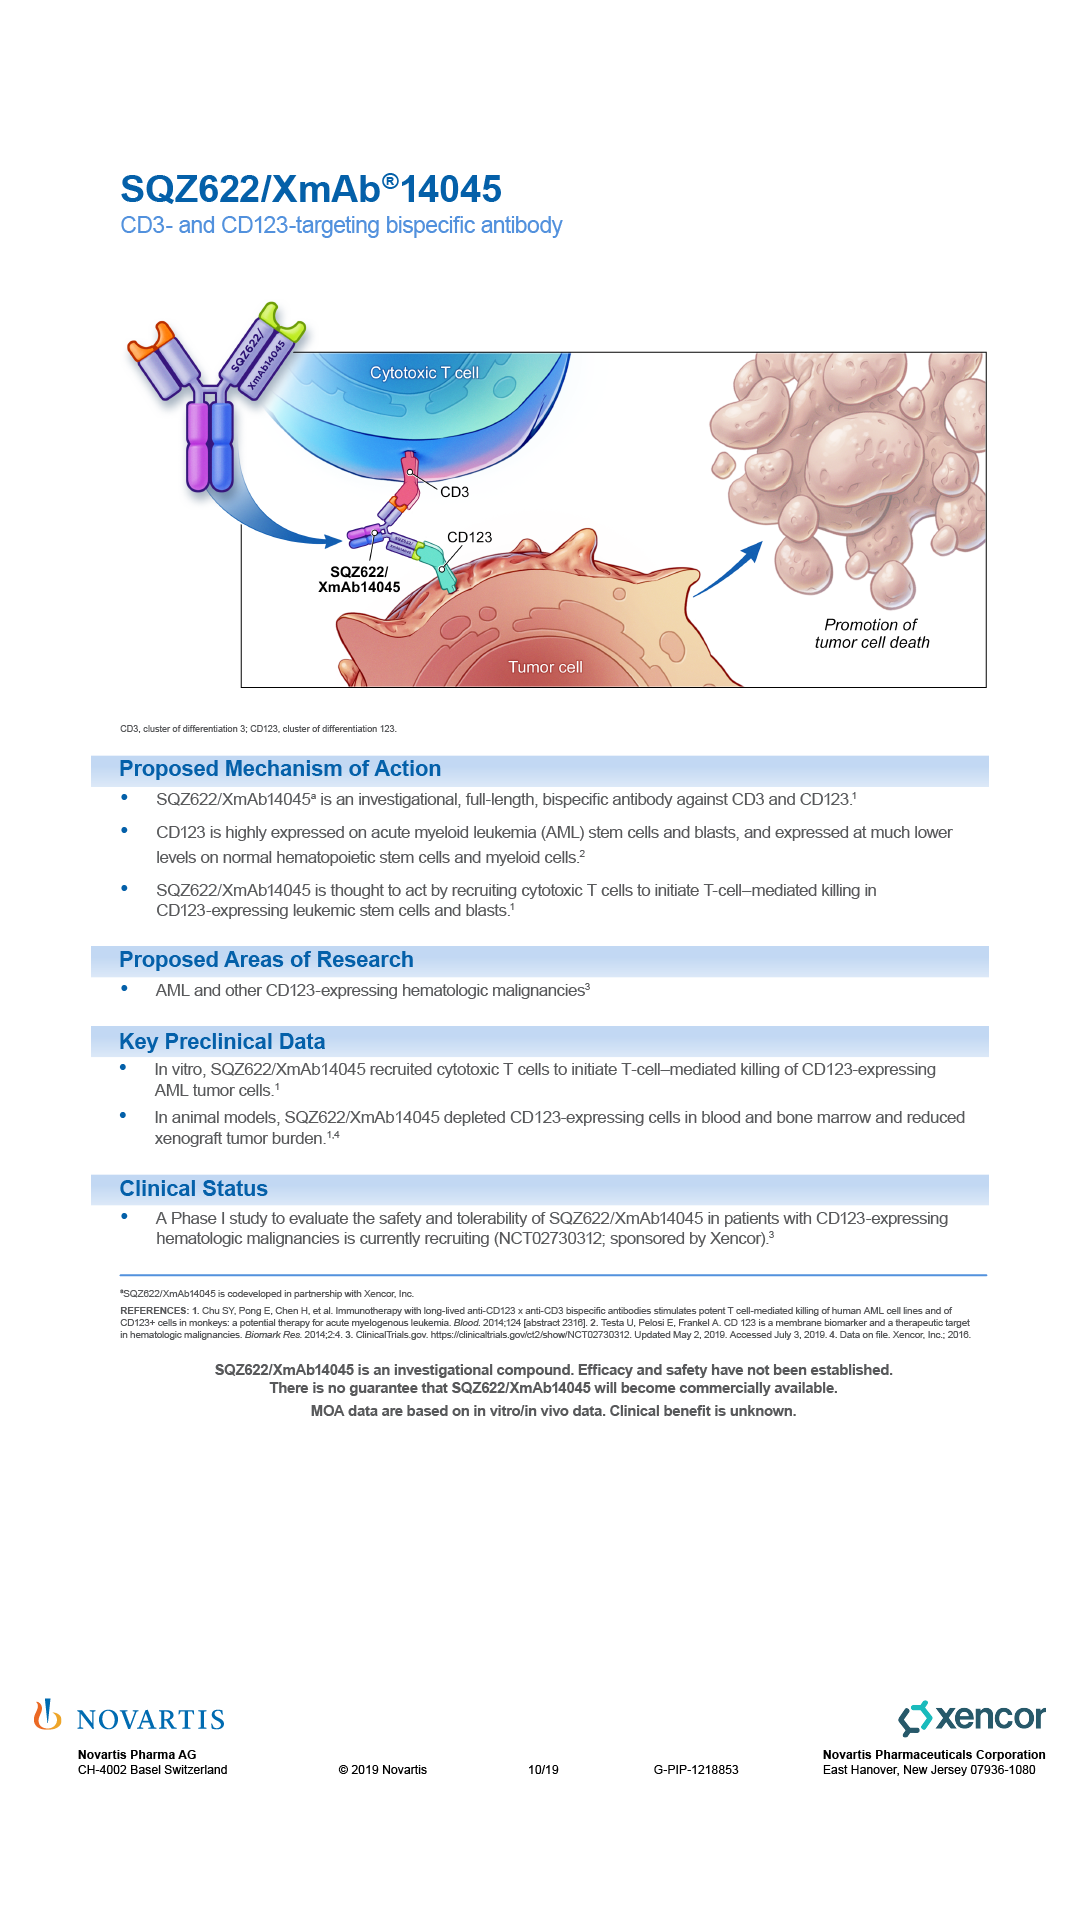 SQZ622/XmAb®14045
CD3- and CD123-targeting bispecific antibody
SQZ622/
XmAb14045
Cytotoxic T cell
CD3
CD123
SQZ622/
XmAb14045
Tumor cell
Promotion of
tumor cell death
CD3, cluster of differentiation 3; CD123, cluster of differentiation 123.
Proposed Mechanism of Action
• SQZ622/XmAb14045ª is an investigational, full-length, bispecific antibody against CD3 and CD123.¹
• CD123 is highly expressed on acute myeloid leukemia (AML) stem cells and blasts, and expressed at much lower
levels on normal hematopoietic stem cells and myeloid cells.²
• SQZ622/XmAb14045 is thought to act by recruiting cytotoxic T cells to initiate T-cell–mediated killing in
CD123-expressing leukemic stem cells and blasts.¹
Proposed Areas of Research
• AML and other CD123-expressing hematologic malignancies³
Key Preclinical Data
• In vitro, SQZ622/XmAb14045 recruited cytotoxic T cells to initiate T-cell–mediated killing of CD123-expressing
AML tumor cells.¹
• In animal models, SQZ622/XmAb14045 depleted CD123-expressing cells in blood and bone marrow and reduced
xenograft tumor burden.¹,⁴
Clinical Status
• A Phase I study to evaluate the safety and tolerability of SQZ622/XmAb14045 in patients with CD123-expressing
hematologic malignancies is currently recruiting (NCT02730312; sponsored by Xencor).³
ªSQZ622/XmAb14045 is codeveloped in partnership with Xencor, Inc.
REFERENCES: 1. Chu SY, Pong E, Chen H, et al. Immunotherapy with long-lived anti-CD123 x anti-CD3 bispecific antibodies stimulates potent T cell-mediated killing of human AML cell lines and of
CD123+ cells in monkeys: a potential therapy for acute myelogenous leukemia. Blood. 2014;124 [abstract 2316]. 2. Testa U, Pelosi E, Frankel A. CD 123 is a membrane biomarker and a therapeutic target
in hematologic malignancies. Biomark Res. 2014;2:4. 3. ClinicalTrials.gov. https://clinicaltrials.gov/ct2/show/NCT02730312. Updated May 2, 2019. Accessed July 3, 2019. 4. Data on file. Xencor, Inc.; 2016.
SQZ622/XmAb14045 is an investigational compound. Efficacy and safety have not been established.
There is no guarantee that SQZ622/XmAb14045 will become commercially available.
MOA data are based on in vitro/in vivo data. Clinical benefit is unknown.
NOVARTIS
xencor
Novartis Pharma AG
CH-4002 Basel Switzerland
© 2019 Novartis
10/19
G-PIP-1218853
Novartis Pharmaceuticals Corporation
East Hanover, New Jersey 07936-1080